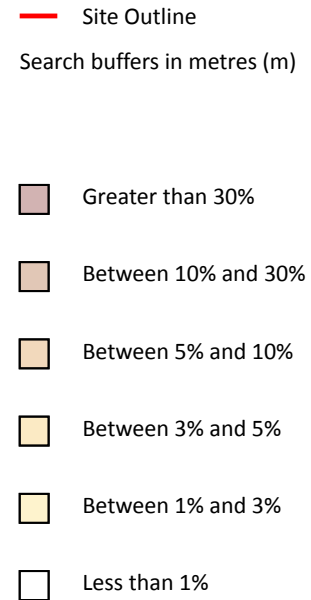 Site Outline
Search buffers in metres (m)
Greater than 30%
Between 10% and 30%
Between 5% and 10%
Between 3% and 5%
Between 1% and 3%
Less than 1%